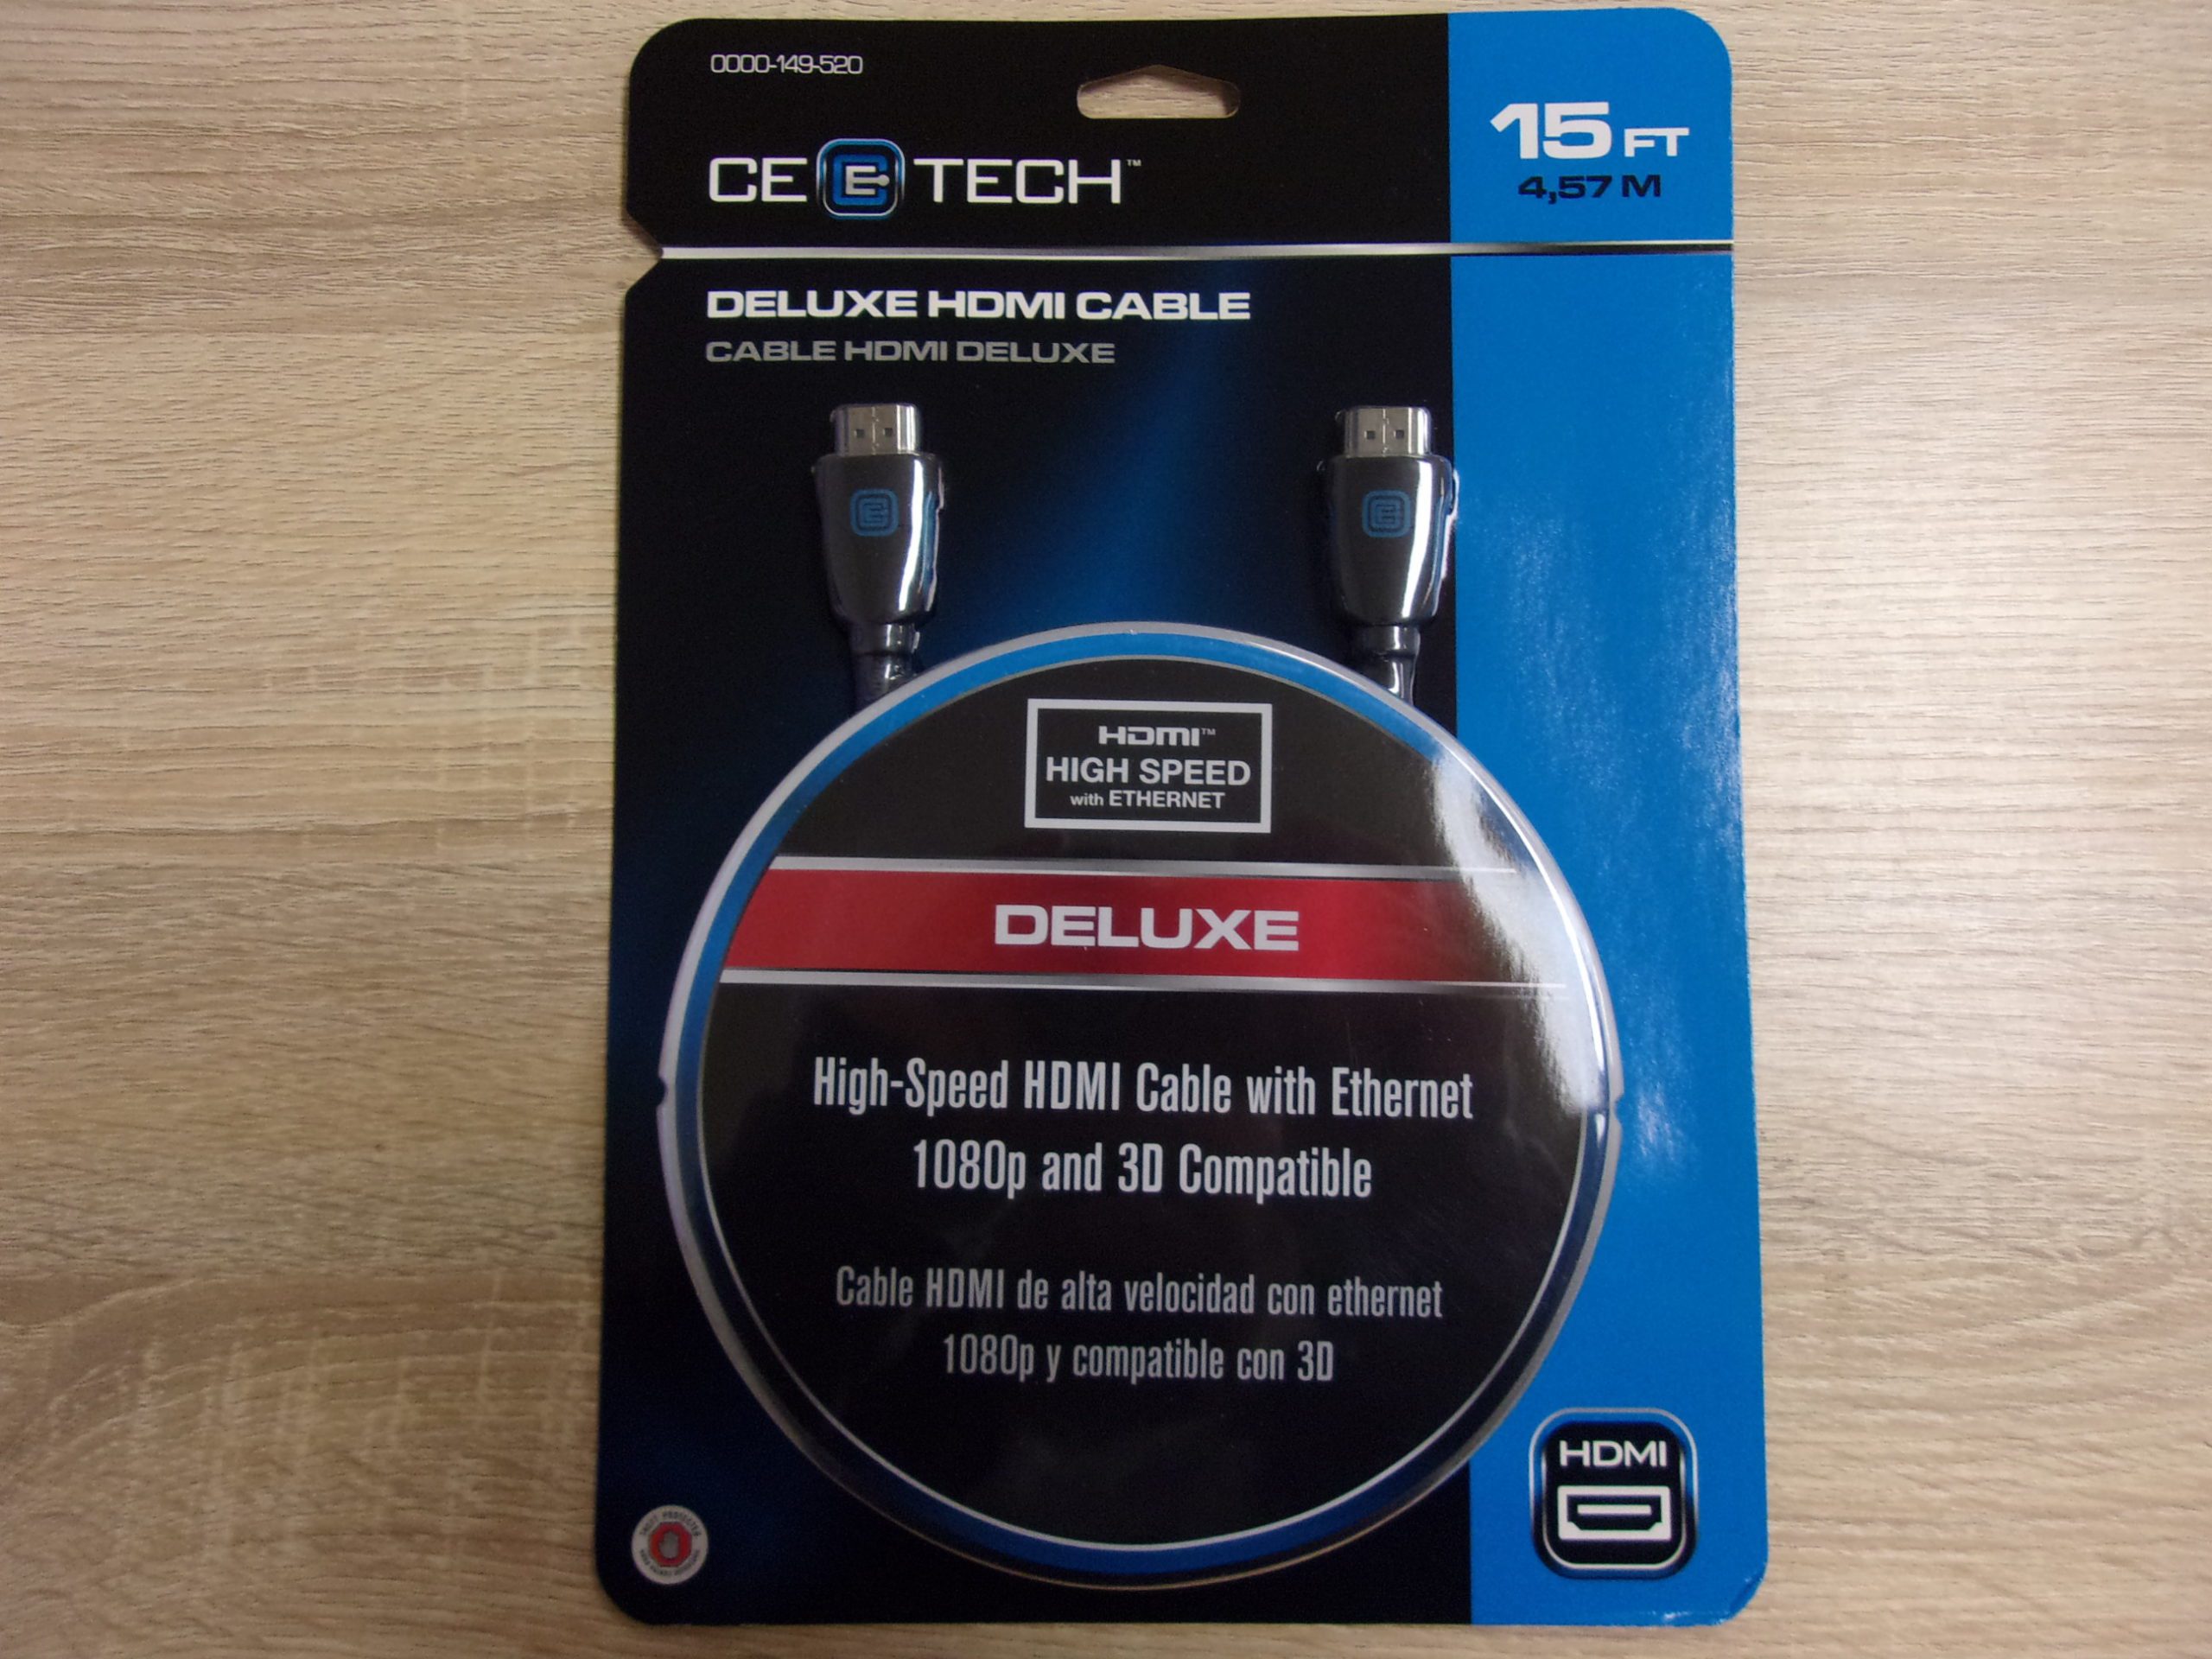 0000-149-520
CE TECH™
15 FT
4,57 M
DELUXE HDMI CABLE
CABLE HDMI DELUXE
HDMI™
HIGH SPEED
with ETHERNET
DELUXE
High-Speed HDMI Cable with Ethernet
1080p and 3D Compatible
Cable HDMI de alta velocidad con ethernet
1080p y compatible con 3D
HDMI